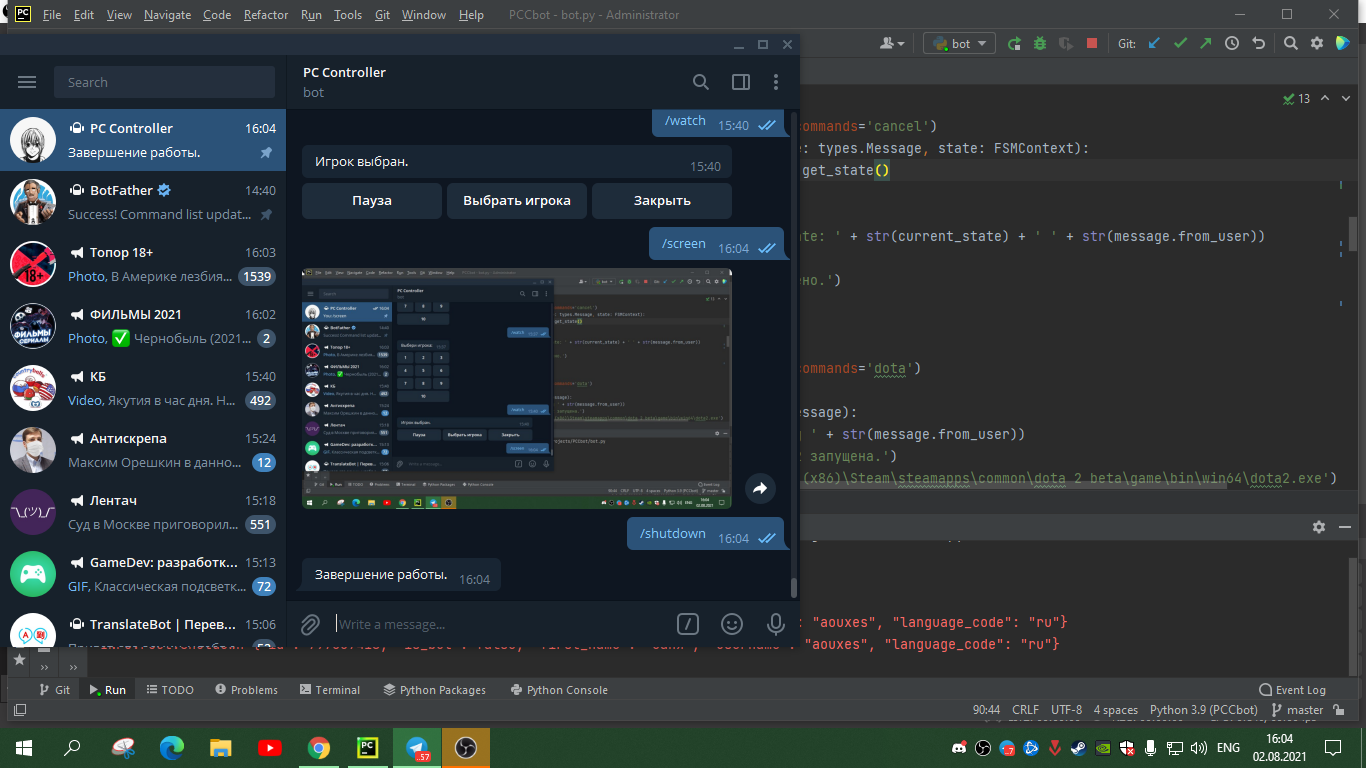 File Edit View Navigate Code Refactor Run Tools Git Window Help PCCbot - bot.py - Administrator
bot Git:
Search
PC Controller
bot
PC Controller 16:04
Завершение работы.
BotFather 14:40
Success! Command list updat...
Топор 18+ 16:03
Photo, В Америке лезбия... 1539
ФИЛЬМЫ 2021 16:02
Photo, ✅ Чернобыль (2021... 2
КБ 15:40
Video, Якутия в час дня. Н... 492
Антискрепа 15:24
Максим Орешкин в данно... 12
Лентач 15:18
Суд в Москве приговорил... 551
GameDev: разработк... 15:13
GIF, Классическая подсветк... 72
TranslateBot | Перев... 15:06
/watch 15:40
Игрок выбран. 15:40
Пауза Выбрать игрока Закрыть
/screen 16:04
/shutdown 16:04
Завершение работы. 16:04
Write a message...
13
commands='cancel')
: types.Message, state: FSMContext):
get_state()
ate: ' + str(current_state) + ' ' + str(message.from_user))
ено.')
commands='dota')
essage):
' + str(message.from_user))
2 запущена.')
(x86)\Steam\steamapps\common\dota 2 beta\game\bin\win64\dota2.exe')
: "aouxes", "language_code": "ru"}
"aouxes", "language_code": "ru"}
Git Run TODO Problems Terminal Python Packages Python Console Event Log
90:44 CRLF UTF-8 4 spaces Python 3.9 (PCCbot) master
ENG 16:04
02.08.2021